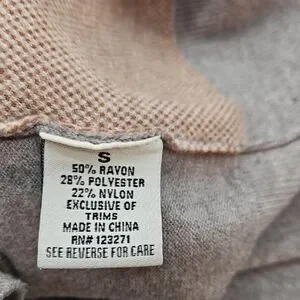 S
50% RAYON
28% POLYESTER
22% NYLON
EXCLUSIVE OF
TRIMS
MADE IN CHINA
RN# 123271
SEE REVERSE FOR CARE